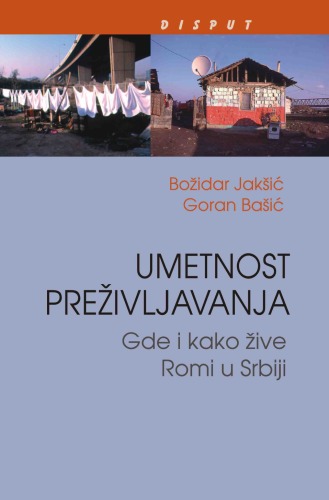 DISPUT
Božidar Jakšić
Goran Bašić
UMETNOST
PREŽIVLJAVANJA
Gde i kako žive
Romi u Srbiji